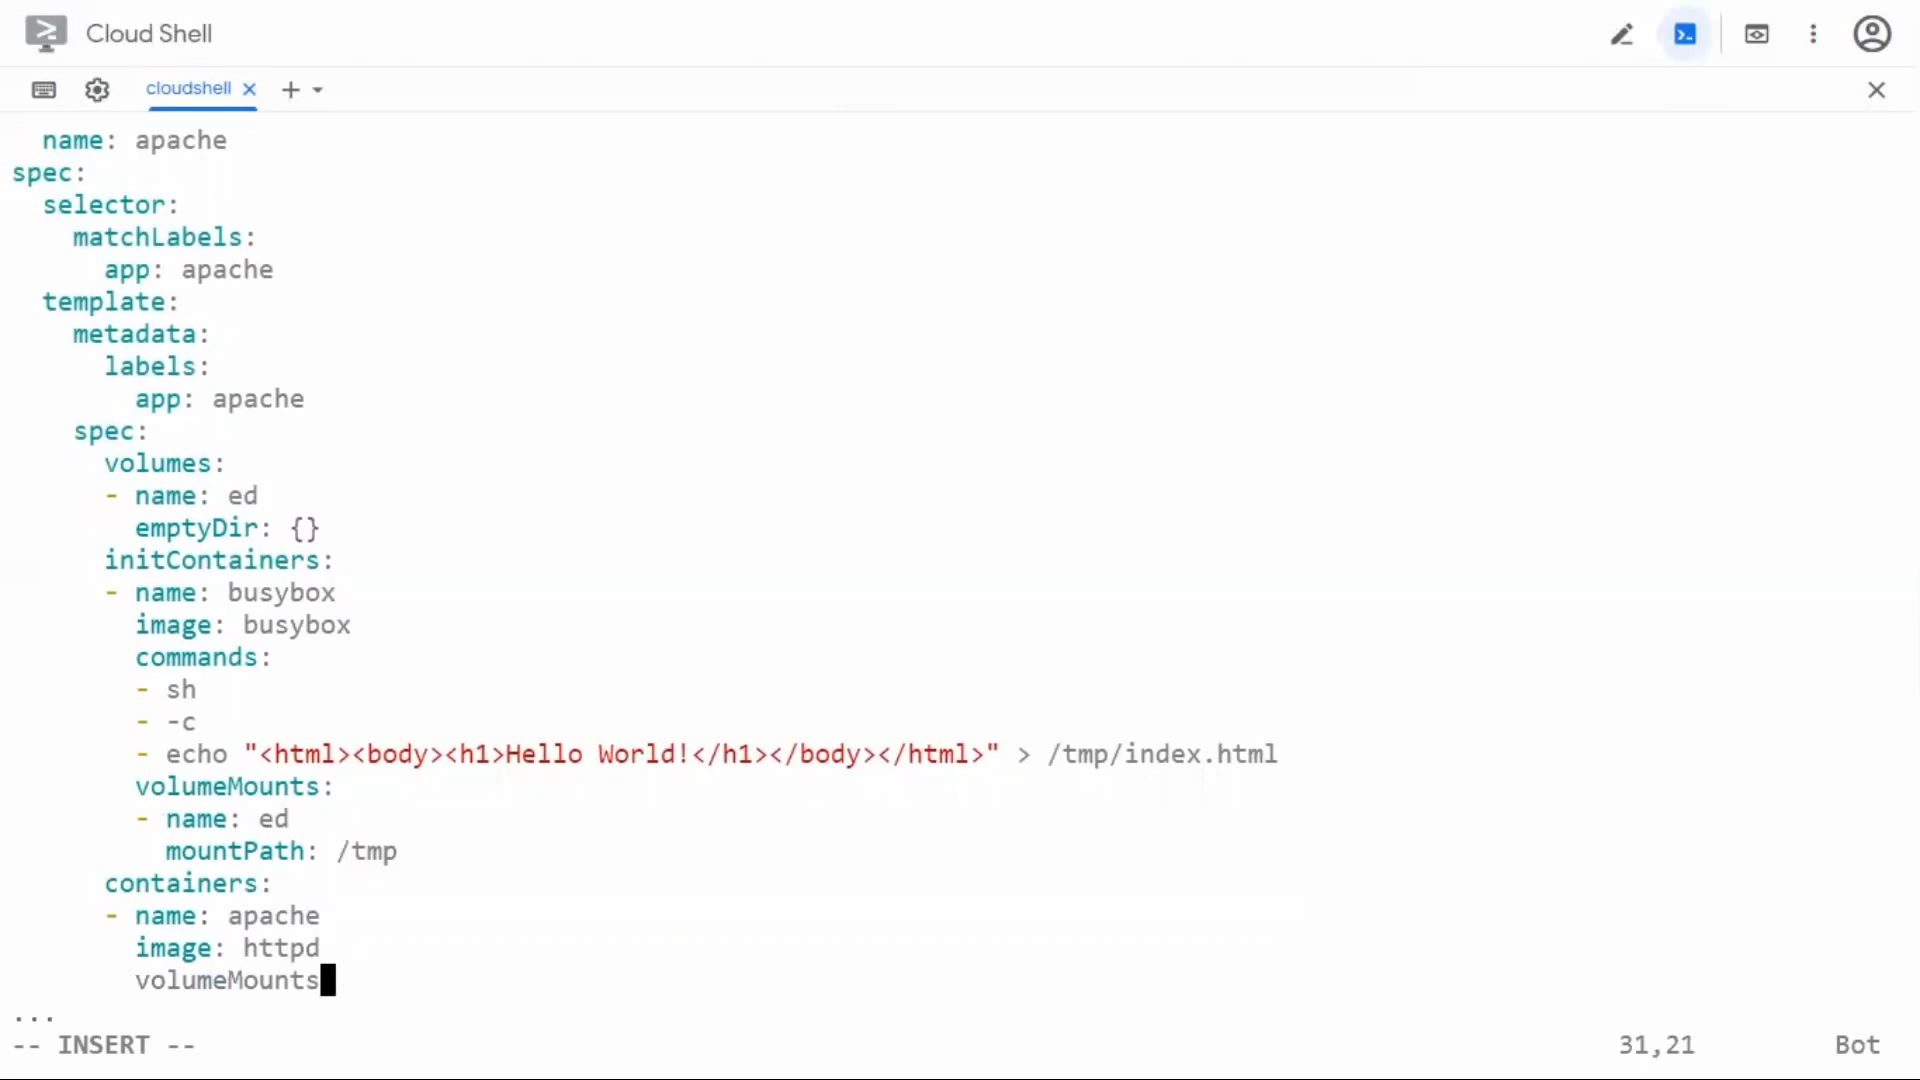 Cloud Shell
cloudshell
  name: apache
spec:
  selector:
    matchLabels:
      app: apache
  template:
    metadata:
      labels:
        app: apache
    spec:
      volumes:
      - name: ed
        emptyDir: {}
      initContainers:
      - name: busybox
        image: busybox
        commands:
        - sh
        - -c
        - echo "<html><body><h1>Hello World!</h1></body></html>" > /tmp/index.html
        volumeMounts:
        - name: ed
          mountPath: /tmp
      containers:
      - name: apache
        image: httpd
        volumeMounts
...
-- INSERT -- 31,21 Bot